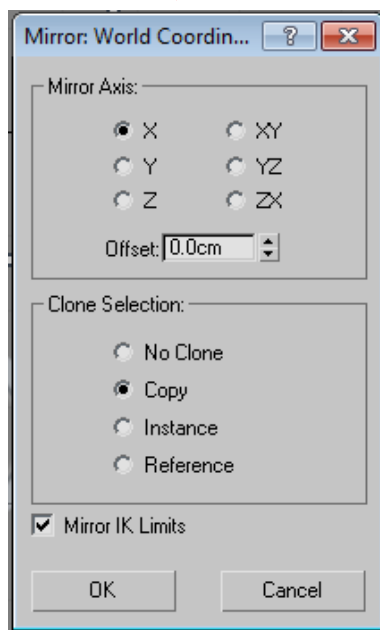 Mirror: World Coordin...
Mirror Axis:
X XY
Y YZ
Z ZX
Offset: 0.0cm
Clone Selection:
No Clone
Copy
Instance
Reference
Mirror IK Limits
OK Cancel